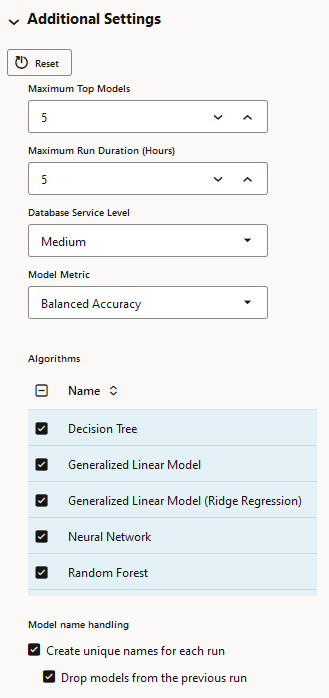 Additional Settings
Reset
Maximum Top Models
5
Maximum Run Duration (Hours)
5
Database Service Level
Medium
Model Metric
Balanced Accuracy
Algorithms
Name
Decision Tree
Generalized Linear Model
Generalized Linear Model (Ridge Regression)
Neural Network
Random Forest
Model name handling
Create unique names for each run
Drop models from the previous run